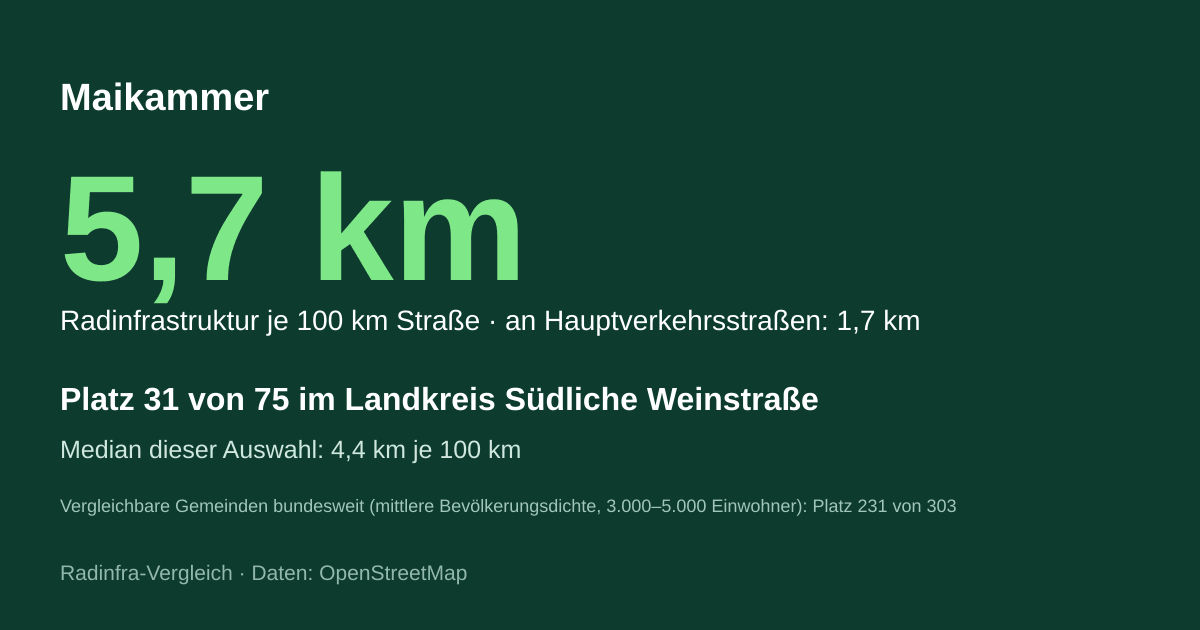 Maikammer
5,7 km
Radinfrastruktur je 100 km Straße · an Hauptverkehrsstraßen: 1,7 km
Platz 31 von 75 im Landkreis Südliche Weinstraße
Median dieser Auswahl: 4,4 km je 100 km
Vergleichbare Gemeinden bundesweit (mittlere Bevölkerungsdichte, 3.000–5.000 Einwohner): Platz 231 von 303
Radinfra-Vergleich · Daten: OpenStreetMap